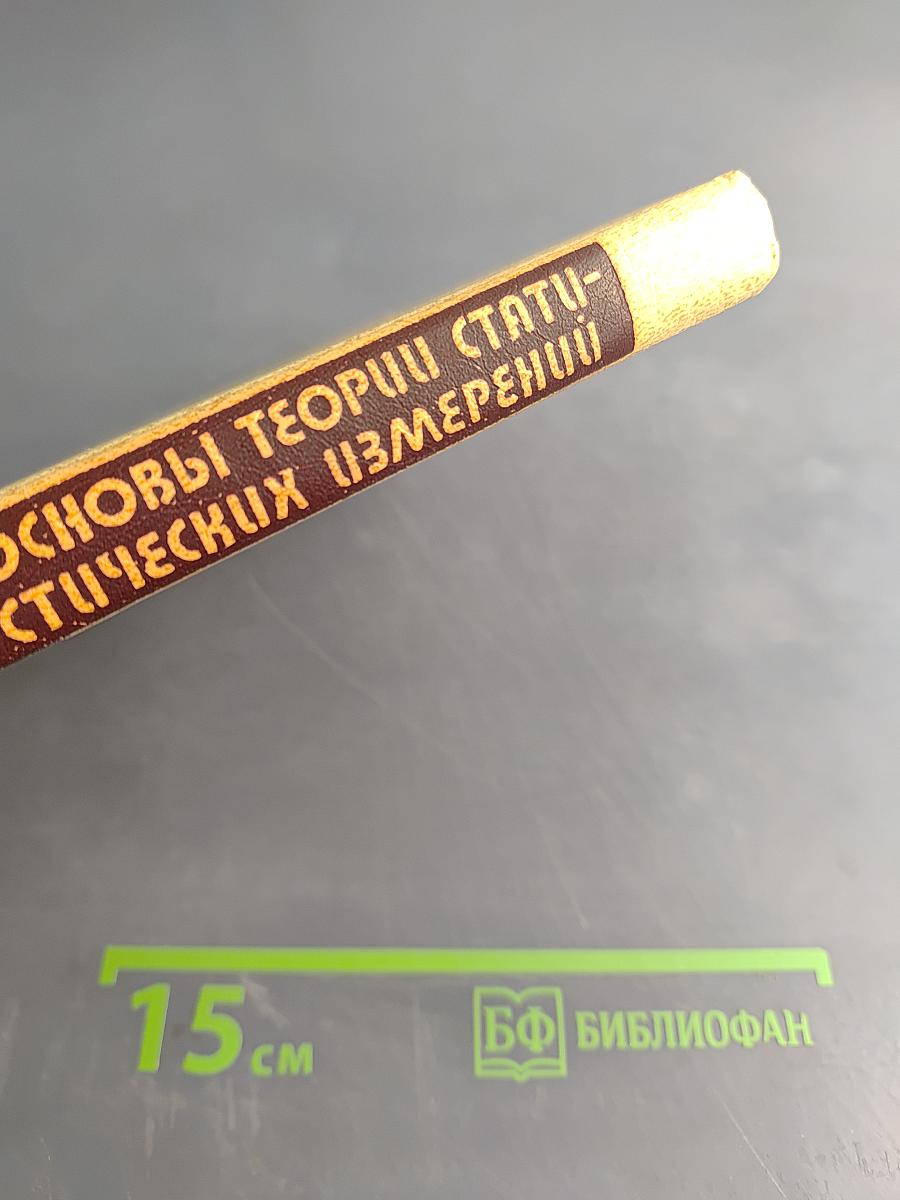 ОСНОВЫ ТЕОРИИ СТАТИ-
СТИЧЕСКИХ ИЗМЕРЕНИЙ
15 см
БФ БИБЛИОФАН